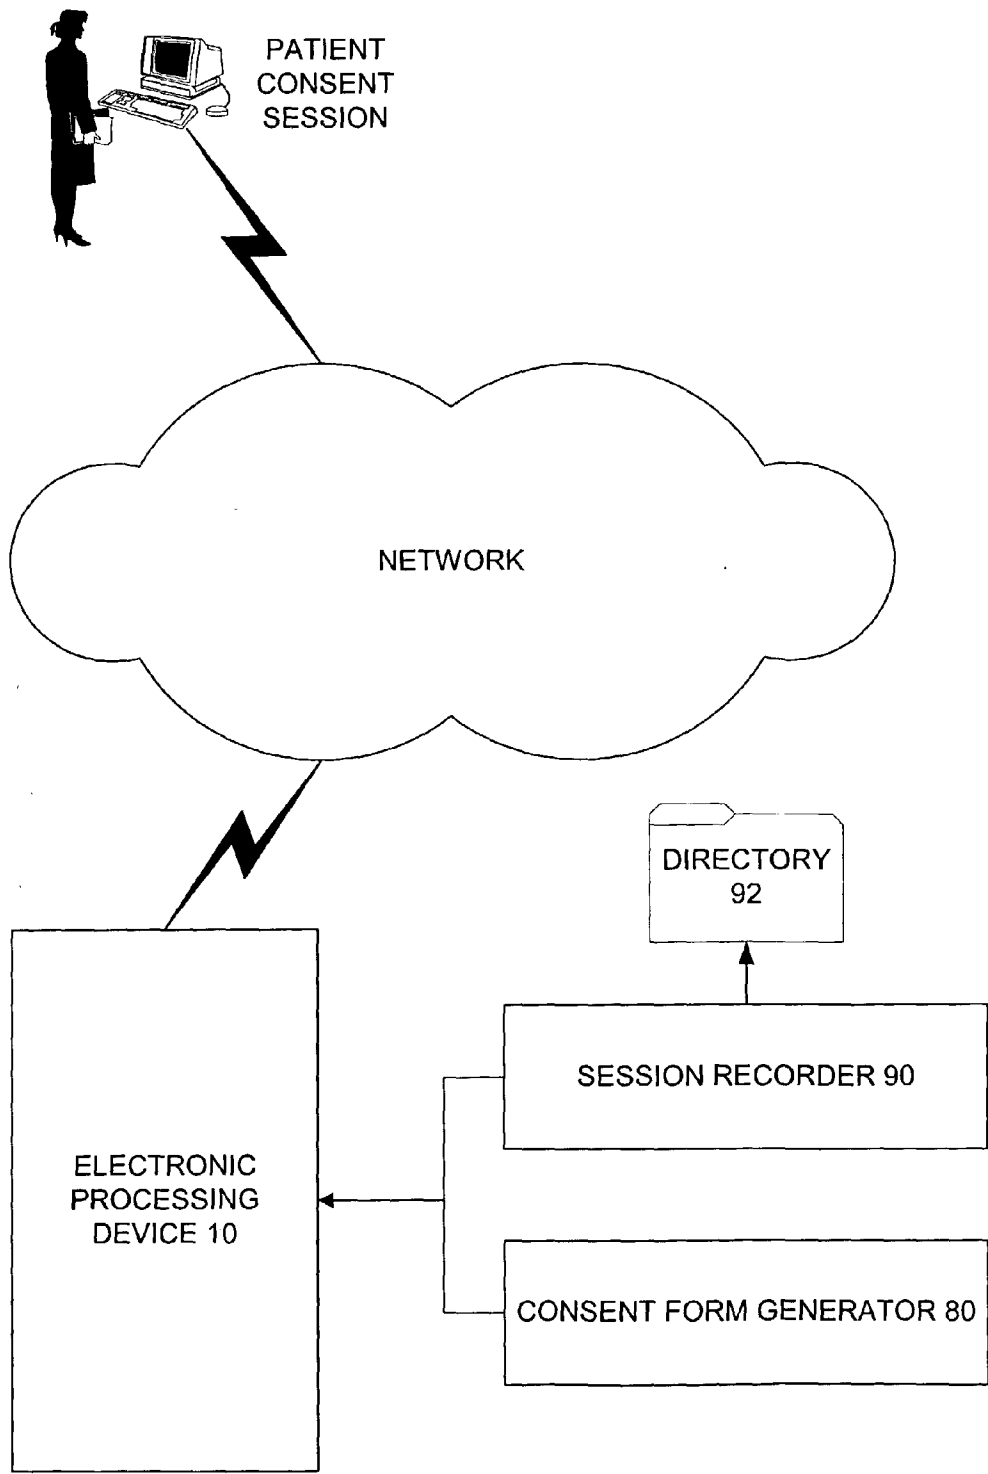 PATIENT
CONSENT
SESSION
NETWORK
DIRECTORY
92
SESSION RECORDER 90
ELECTRONIC
PROCESSING
DEVICE 10
CONSENT FORM GENERATOR 80